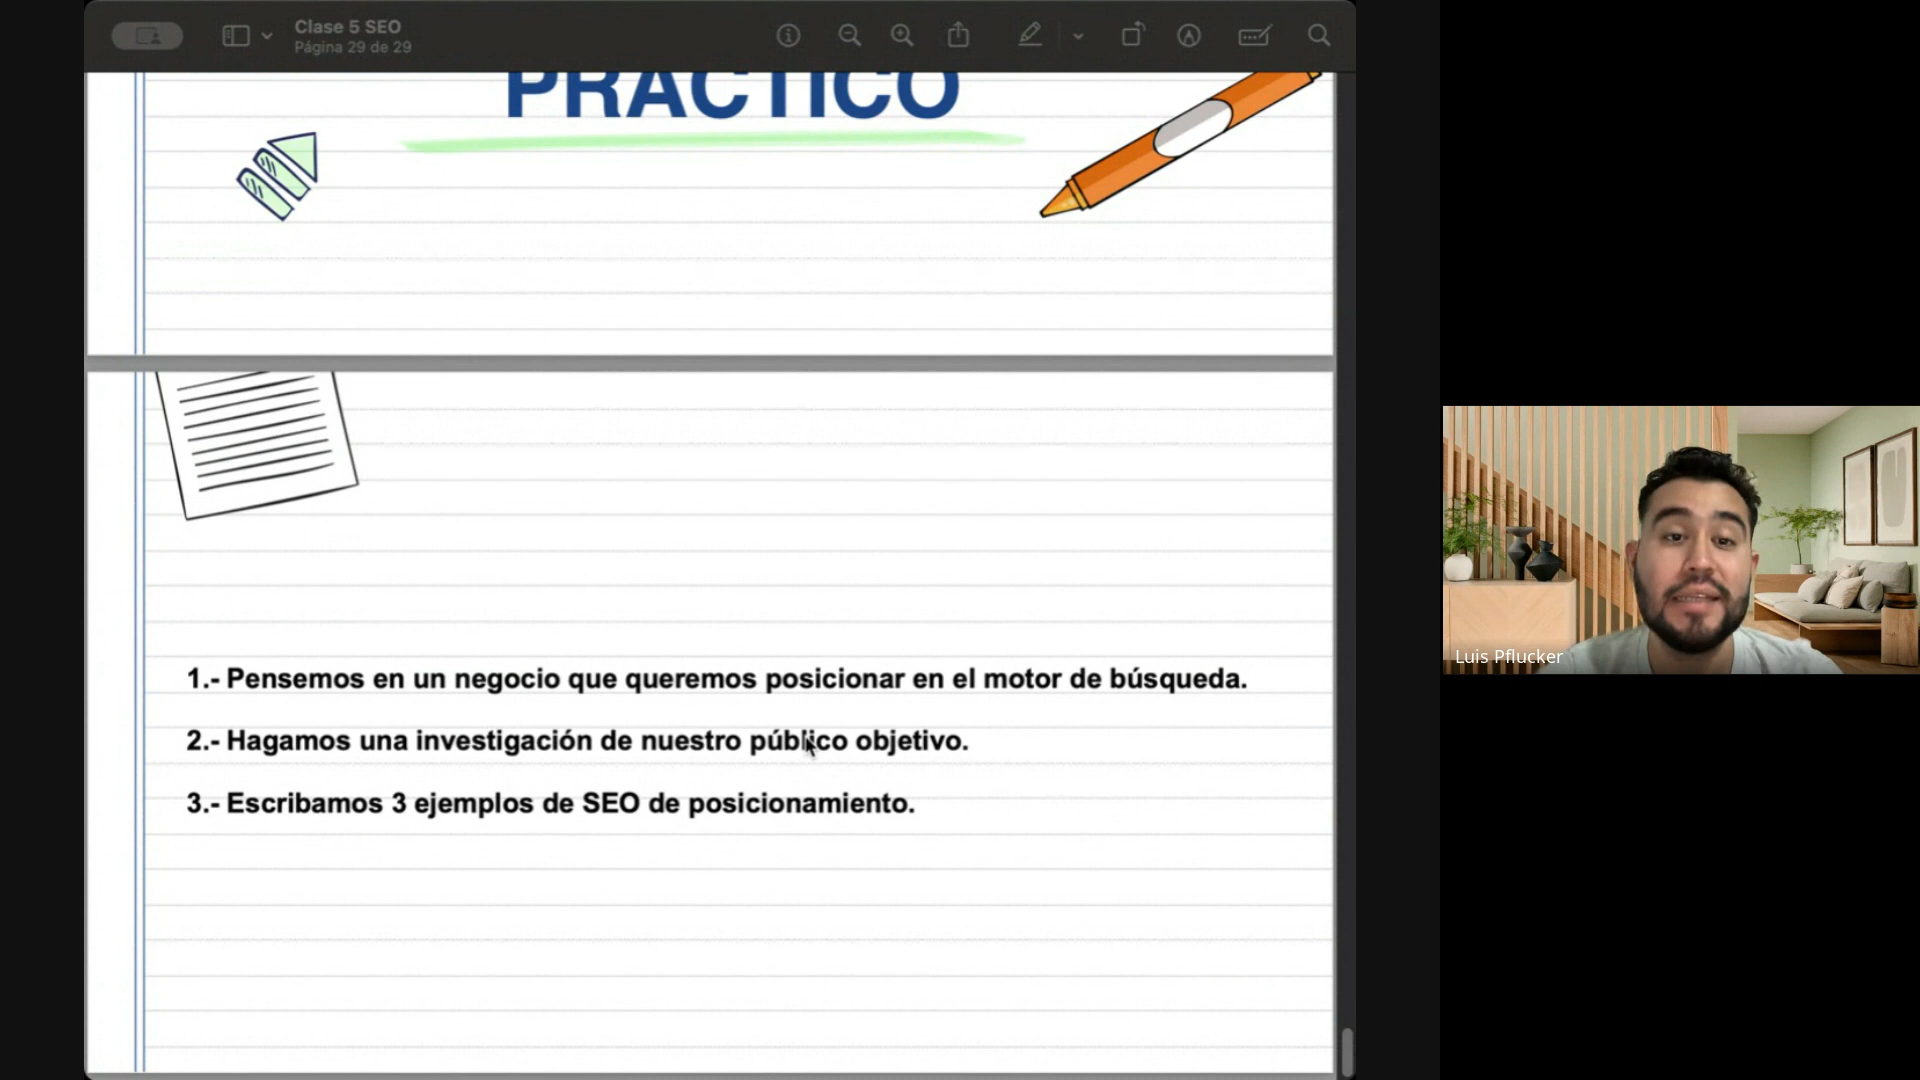 Clase 5 SEO
Página 29 de 29
PRÁCTICO
1.- Pensemos en un negocio que queremos posicionar en el motor de búsqueda.
2.- Hagamos una investigación de nuestro público objetivo.
3.- Escribamos 3 ejemplos de SEO de posicionamiento.
Luis Pflucker